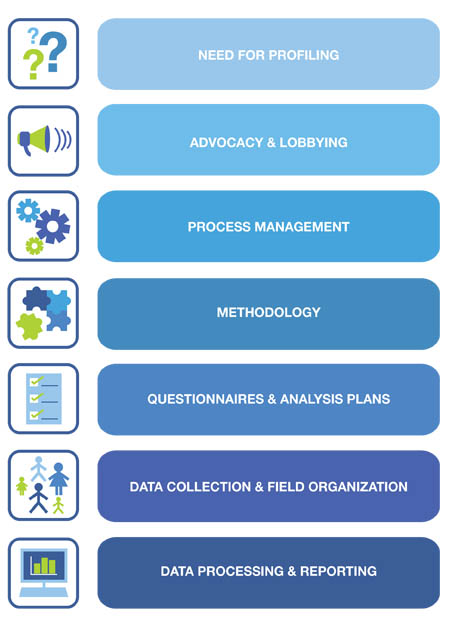 NEED FOR PROFILING
ADVOCACY & LOBBYING
PROCESS MANAGEMENT
METHODOLOGY
QUESTIONNAIRES & ANALYSIS PLANS
DATA COLLECTION & FIELD ORGANIZATION
DATA PROCESSING & REPORTING